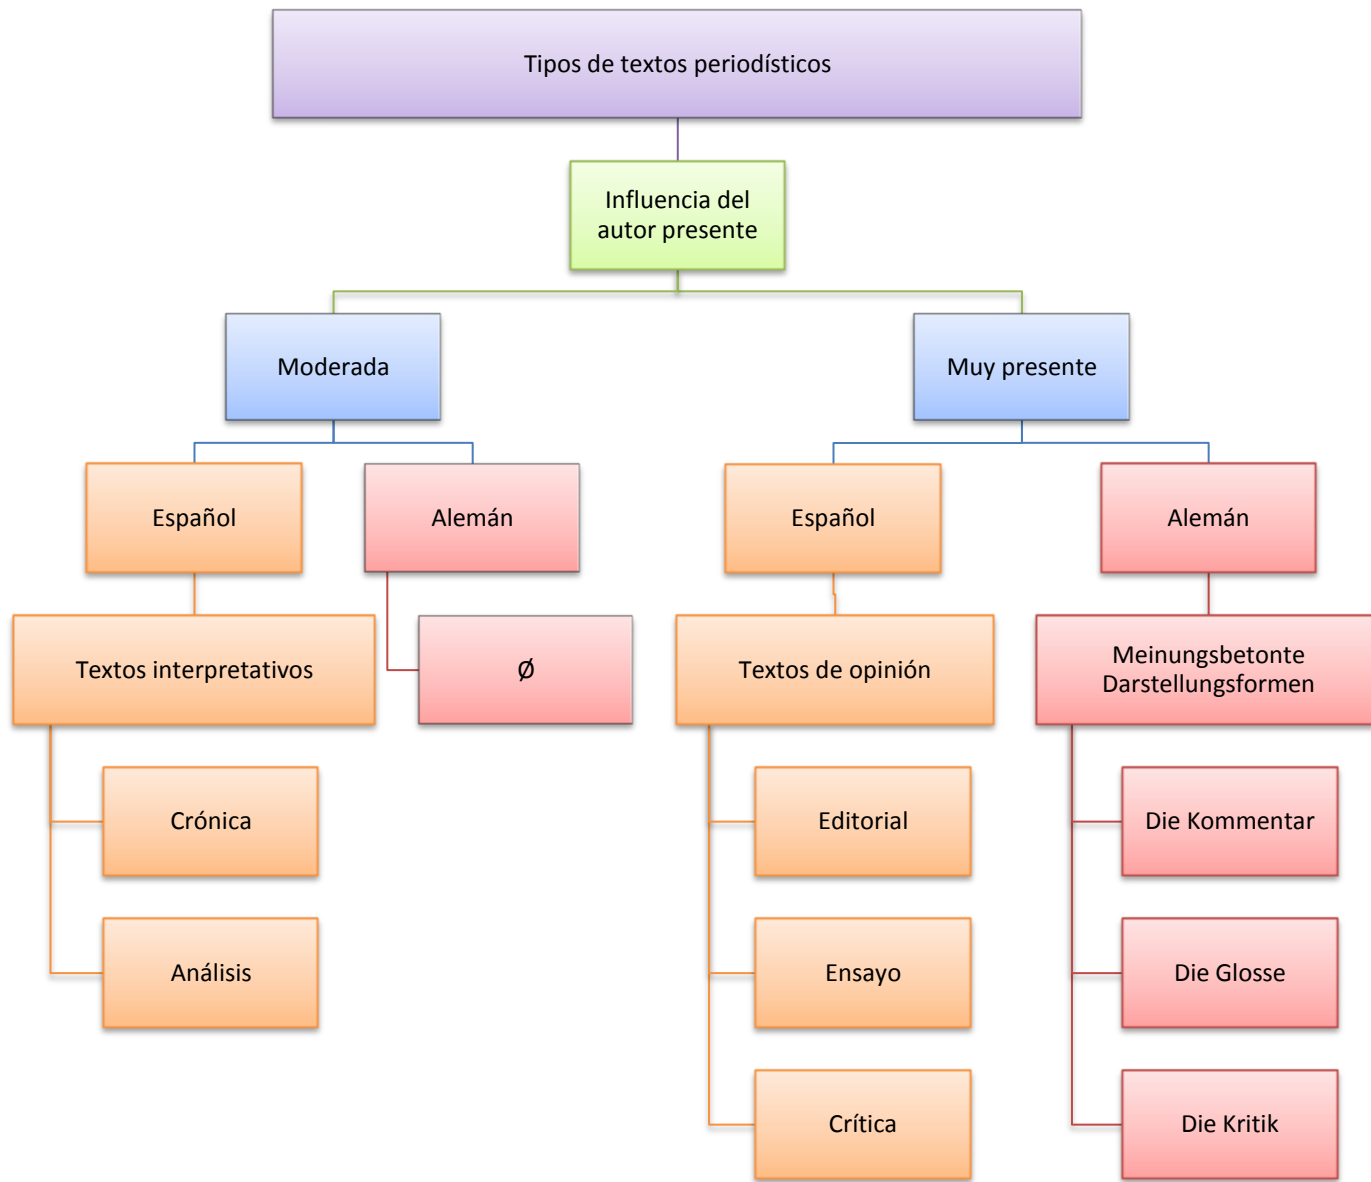 Tipos de textos periodísticos
Influencia del
autor presente
Moderada
Muy presente
Español
Alemán
Español
Alemán
Textos interpretativos
Ø
Textos de opinión
Meinungsbetonte
Darstellungsformen
Crónica
Editorial
Die Kommentar
Análisis
Ensayo
Die Glosse
Crítica
Die Kritik